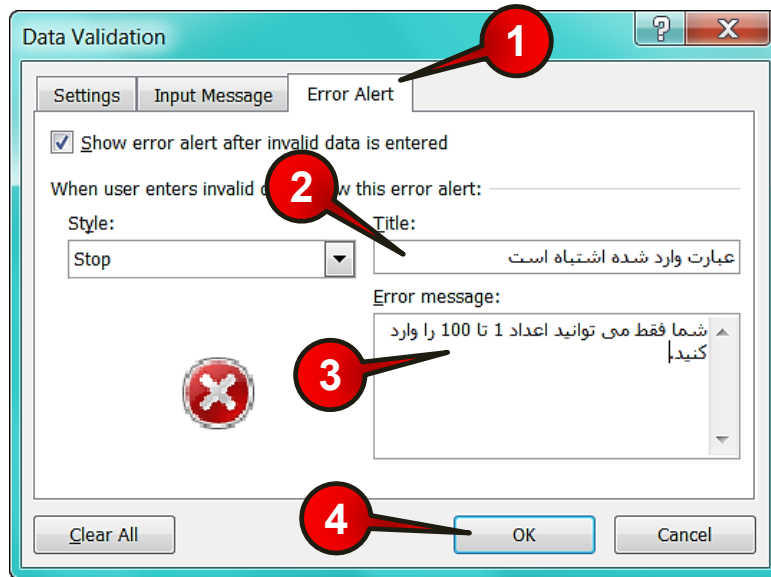 Data Validation
1
Settings Input Message Error Alert
Show error alert after invalid data is entered
When user enters invalid this error alert:
2
Style: Title:
Stop عبارت وارد شده اشتباه است
Error message:
شما فقط می توانید اعداد 1 تا 100 را وارد
کنید.
3
4
Clear All OK Cancel